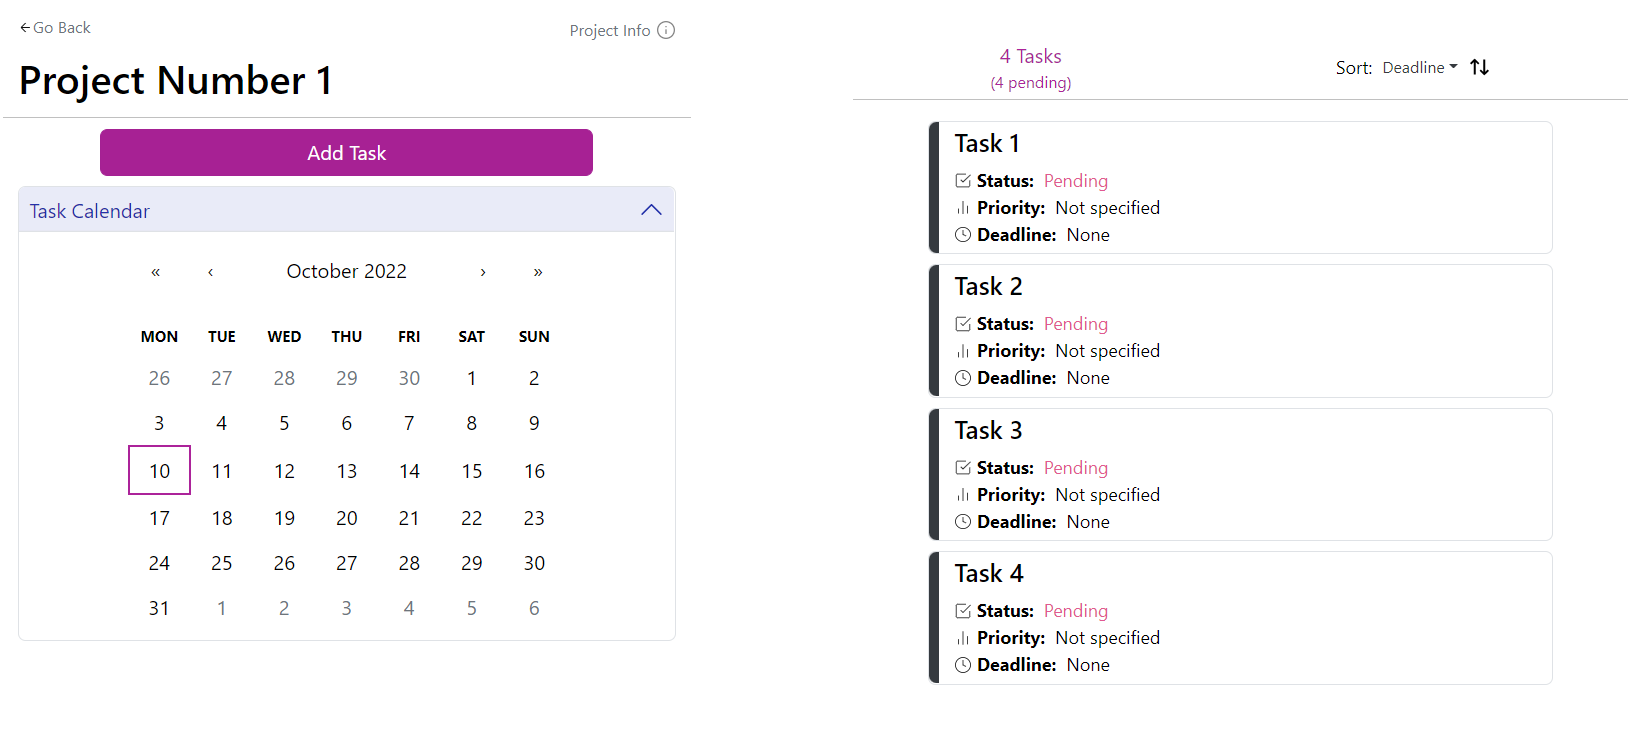 Go Back
Project Info
Project Number 1
Add Task
Task Calendar
« ‹ October 2022 › »
MON TUE WED THU FRI SAT SUN
26 27 28 29 30 1 2
3 4 5 6 7 8 9
10 11 12 13 14 15 16
17 18 19 20 21 22 23
24 25 26 27 28 29 30
31 1 2 3 4 5 6
4 Tasks
(4 pending)
Sort: Deadline
Task 1
Status: Pending
Priority: Not specified
Deadline: None
Task 2
Status: Pending
Priority: Not specified
Deadline: None
Task 3
Status: Pending
Priority: Not specified
Deadline: None
Task 4
Status: Pending
Priority: Not specified
Deadline: None